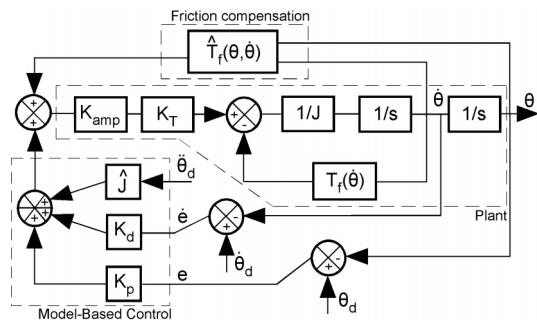 Friction compensation
T̂f(θ,θ̇)
+
+
Kamp
KT
+
-
1/J
1/s
θ̇
1/s
θ
Tf(θ̇)
Plant
+
+
+
Ĵ
θ̈d
Kd
ė
-
+
θ̇d
Kp
e
-
+
θd
Model-Based Control